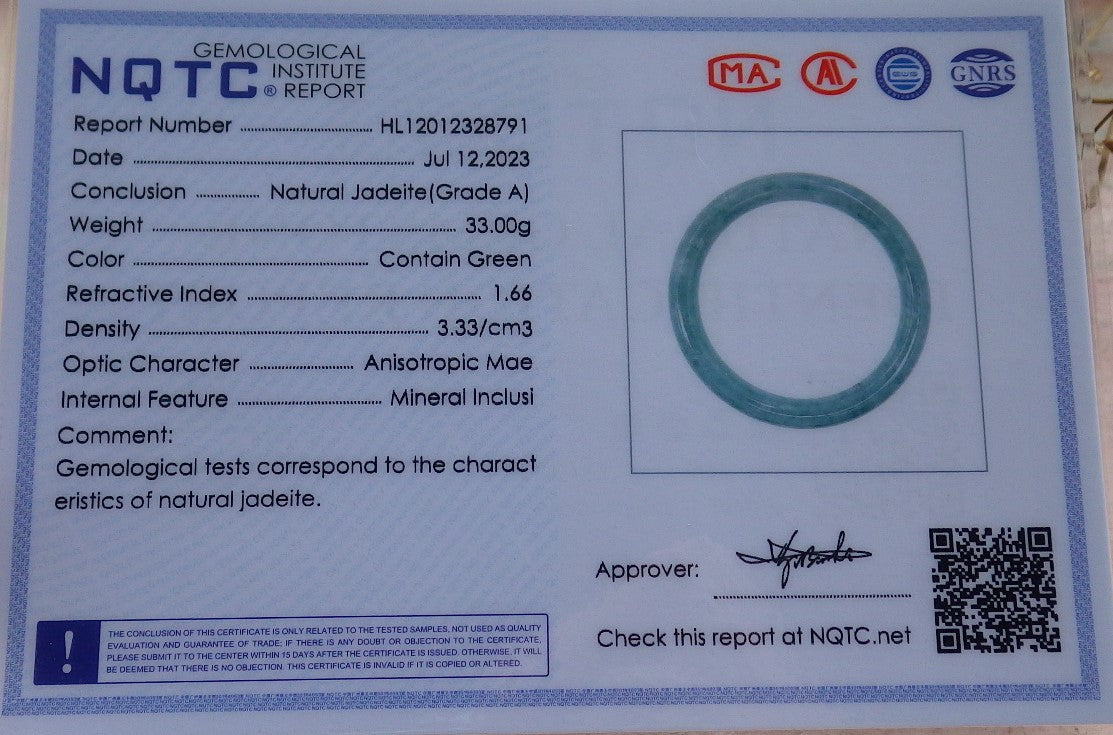 GEMOLOGICAL
NQTC® INSTITUTE
REPORT
MA
GNRS
Report Number ........ HL12012328791
Date ........ Jul 12,2023
Conclusion ........ Natural Jadeite(Grade A)
Weight ........ 33.00g
Color ........ Contain Green
Refractive Index ........ 1.66
Density ........ 3.33/cm3
Optic Character ........ Anisotropic Mae
Internal Feature ........ Mineral Inclusi
Comment:
Gemological tests correspond to the charact
eristics of natural jadeite.
Approver:
Check this report at NQTC.net
!
THE CONCLUSION OF THIS CERTIFICATE IS ONLY RELATED TO THE TESTED SAMPLES, NOT USED AS QUALITY
EVALUATION AND GUARANTEE OF TRADE; IF THERE IS ANY DOUBT OR OBJECTION TO THE CERTIFICATE,
PLEASE SUBMIT IT TO THE CENTER WITHIN 15 DAYS AFTER THE CERTIFICATE IS ISSUED. OTHERWISE, IT WILL
BE DEEMED THAT THERE IS NO OBJECTION. THIS CERTIFICATE IS INVALID IF IT IS COPIED OR ALTERED.